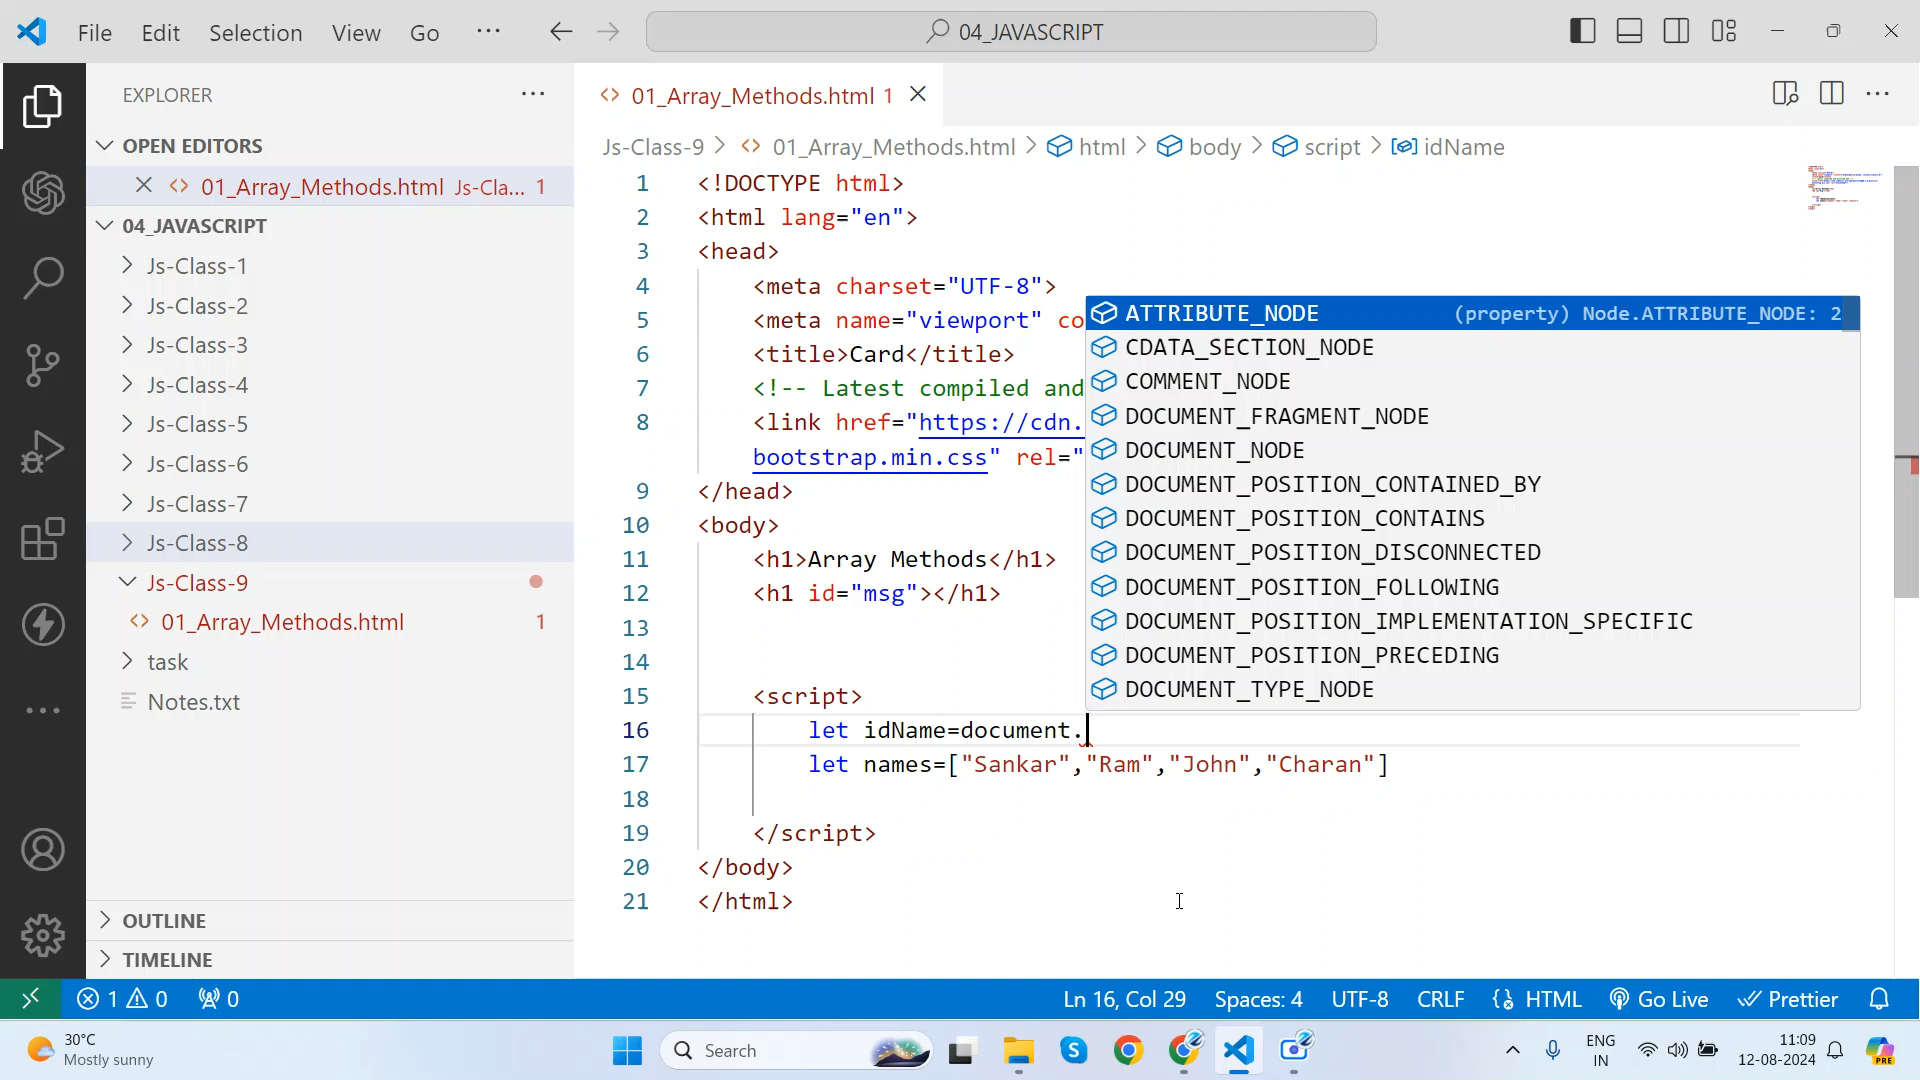 File Edit Selection View Go ···
04_JAVASCRIPT
EXPLORER
OPEN EDITORS
01_Array_Methods.html Js-Cla... 1
04_JAVASCRIPT
Js-Class-1
Js-Class-2
Js-Class-3
Js-Class-4
Js-Class-5
Js-Class-6
Js-Class-7
Js-Class-8
Js-Class-9
01_Array_Methods.html 1
task
Notes.txt
OUTLINE
TIMELINE
01_Array_Methods.html 1
Js-Class-9 > 01_Array_Methods.html > html > body > script > idName
1 <!DOCTYPE html>
2 <html lang="en">
3 <head>
4 <meta charset="UTF-8">
5 <meta name="viewport" co
6 <title>Card</title>
7 <!-- Latest compiled and
8 <link href="https://cdn.
bootstrap.min.css" rel="
9 </head>
10 <body>
11 <h1>Array Methods</h1>
12 <h1 id="msg"></h1>
13
14
15 <script>
16 let idName=document.
17 let names=["Sankar","Ram","John","Charan"]
18
19 </script>
20 </body>
21 </html>
ATTRIBUTE_NODE (property) Node.ATTRIBUTE_NODE: 2
CDATA_SECTION_NODE
COMMENT_NODE
DOCUMENT_FRAGMENT_NODE
DOCUMENT_NODE
DOCUMENT_POSITION_CONTAINED_BY
DOCUMENT_POSITION_CONTAINS
DOCUMENT_POSITION_DISCONNECTED
DOCUMENT_POSITION_FOLLOWING
DOCUMENT_POSITION_IMPLEMENTATION_SPECIFIC
DOCUMENT_POSITION_PRECEDING
DOCUMENT_TYPE_NODE
1 0 0 Ln 16, Col 29 Spaces: 4 UTF-8 CRLF HTML Go Live Prettier
30°C
Mostly sunny
Search
ENG
IN
11:09
12-08-2024
PRE